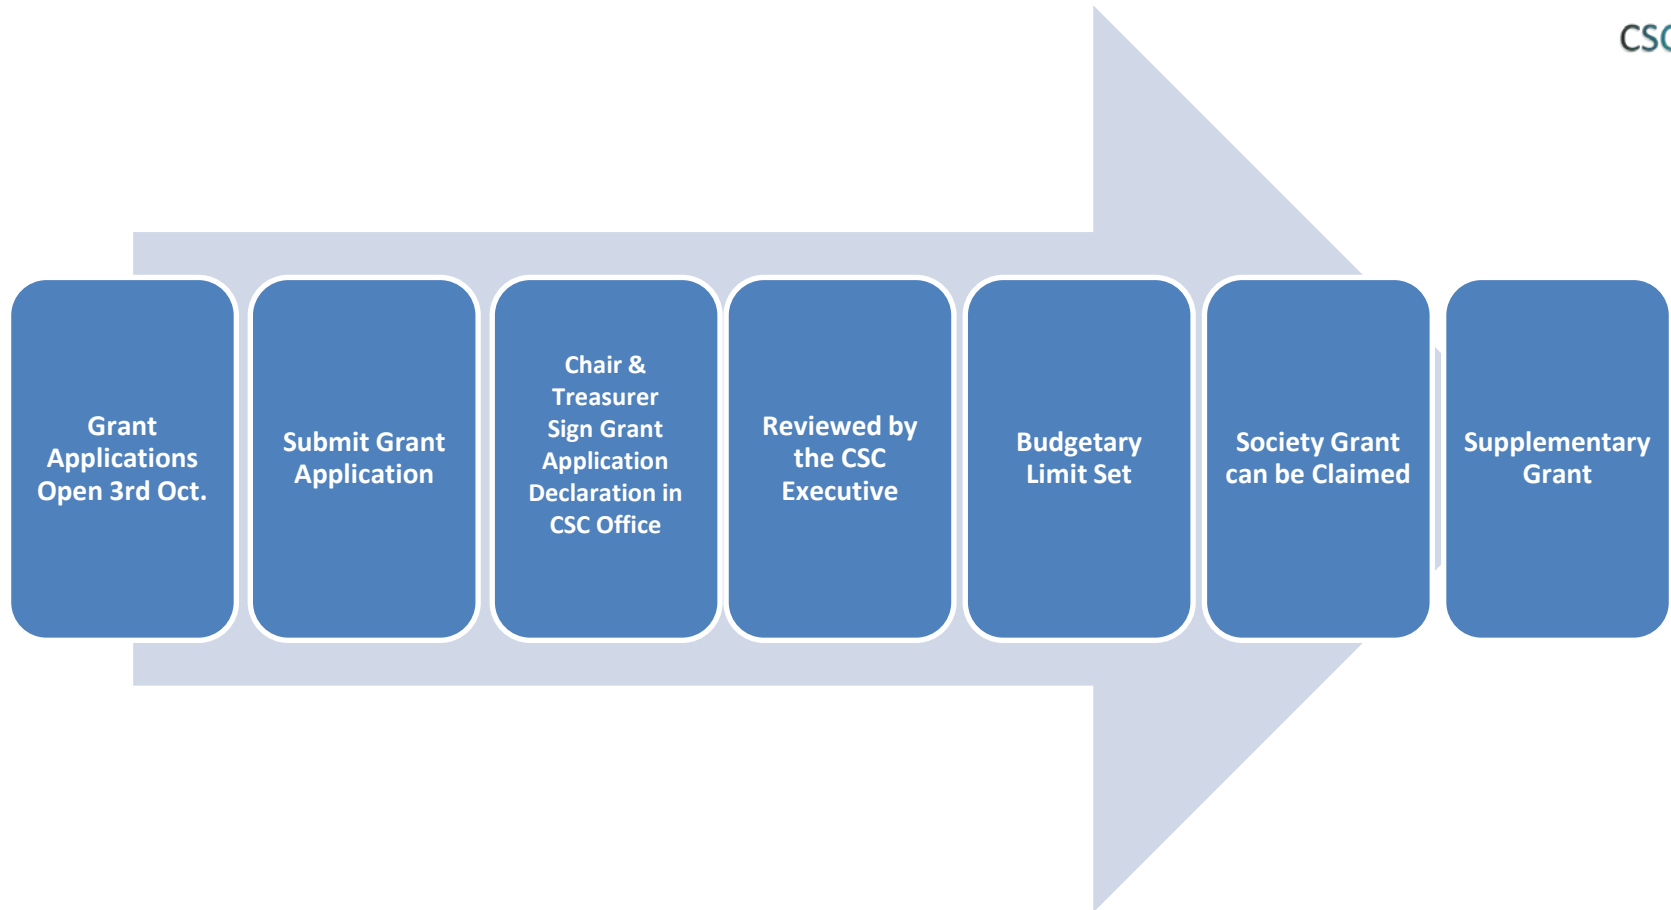 CSC
Grant
Applications
Open 3rd Oct.
Submit Grant
Application
Chair &
Treasurer
Sign Grant
Application
Declaration in
CSC Office
Reviewed by
the CSC
Executive
Budgetary
Limit Set
Society Grant
can be Claimed
Supplementary
Grant